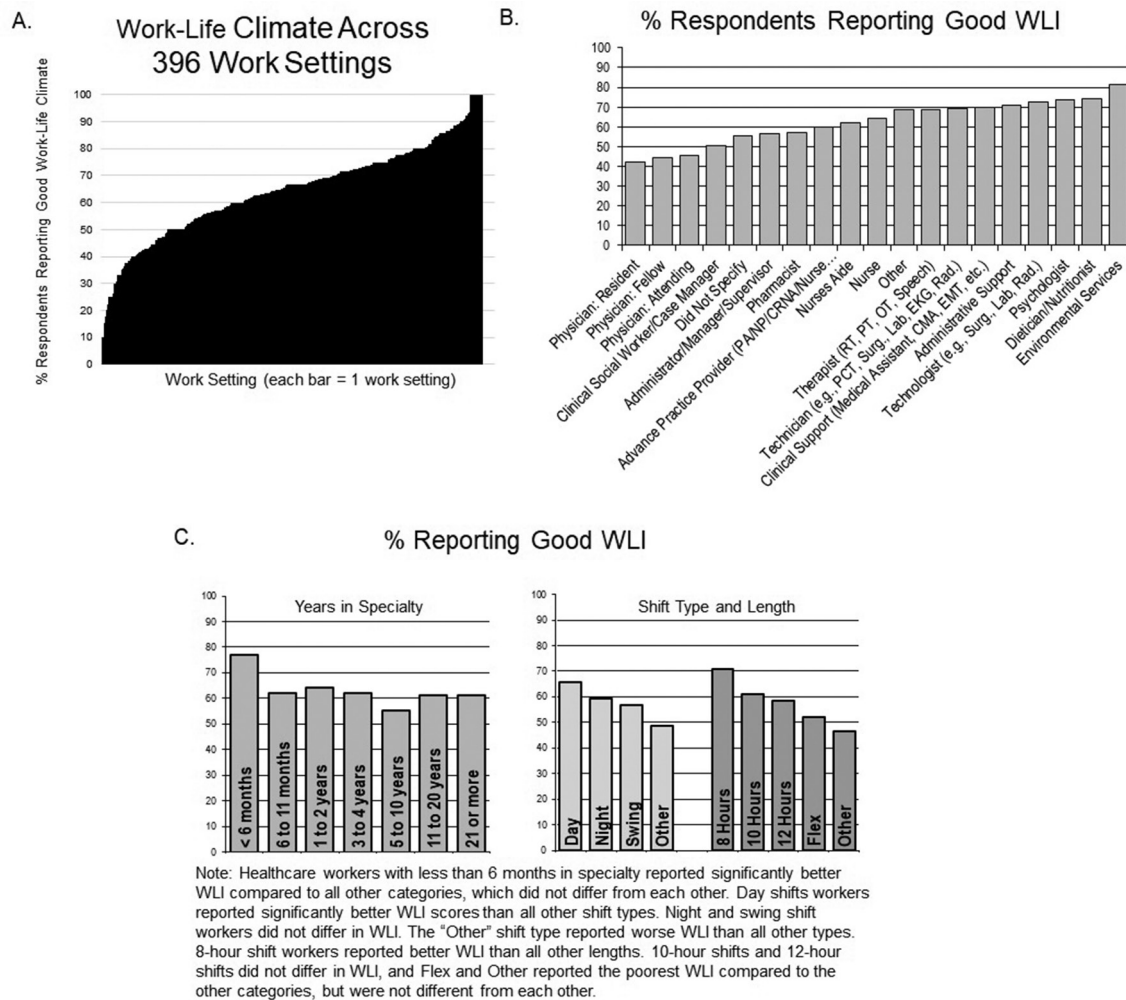 A.
Work-Life Climate Across
396 Work Settings
% Respondents Reporting Good Work-Life Climate
100
90
80
70
60
50
40
30
20
10
0
Work Setting (each bar = 1 work setting)
B.
% Respondents Reporting Good WLI
100
90
80
70
60
50
40
30
20
10
0
Physician: Resident
Physician: Fellow
Physician: Attending
Clinical Social Worker/Case Manager
Did Not Specify
Administrator/Manager/Supervisor
Pharmacist
Advance Practice Provider (PA/NP/CRNA/Nurse...
Nurses Aide
Nurse
Other
Therapist (RT, PT, OT, Speech)
Technician (e.g., PCT, Surg., Lab, EKG, Rad.)
Clinical Support (Medical Assistant, CMA, EMT, etc.)
Administrative Support
Technologist (e.g., Surg., Lab, Rad.)
Psychologist
Dietician/Nutritionist
Environmental Services
C.
% Reporting Good WLI
Years in Specialty
100
90
80
70
60
50
40
30
20
10
0
< 6 months
6 to 11 months
1 to 2 years
3 to 4 years
5 to 10 years
11 to 20 years
21 or more
Shift Type and Length
100
90
80
70
60
50
40
30
20
10
0
Day
Night
Swing
Other
8 Hours
10 Hours
12 Hours
Flex
Other
Note: Healthcare workers with less than 6 months in specialty reported significantly better
WLI compared to all other categories, which did not differ from each other. Day shifts workers
reported significantly better WLI scores than all other shift types. Night and swing shift
workers did not differ in WLI. The “Other” shift type reported worse WLI than all other types.
8-hour shift workers reported better WLI than all other lengths. 10-hour shifts and 12-hour
shifts did not differ in WLI, and Flex and Other reported the poorest WLI compared to the
other categories, but were not different from each other.